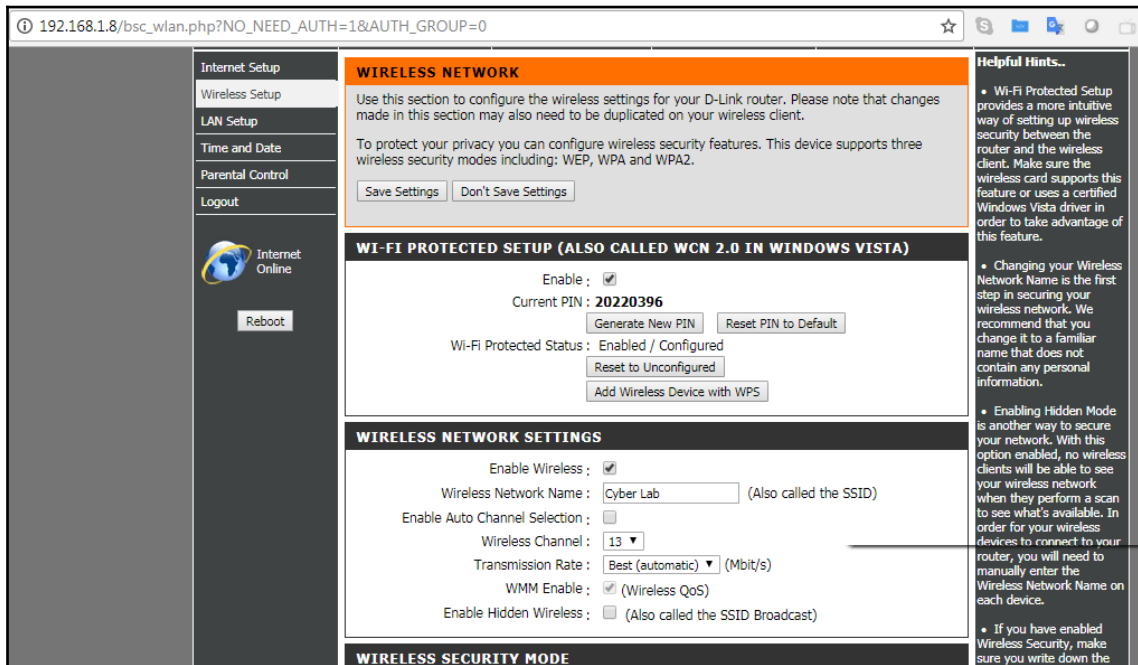 192.168.1.8/bsc_wlan.php?NO_NEED_AUTH=1&AUTH_GROUP=0
Internet Setup
Wireless Setup
LAN Setup
Time and Date
Parental Control
Logout
Internet
Online
Reboot
WIRELESS NETWORK
Use this section to configure the wireless settings for your D-Link router. Please note that changes
made in this section may also need to be duplicated on your wireless client.
To protect your privacy you can configure wireless security features. This device supports three
wireless security modes including: WEP, WPA and WPA2.
Save Settings Don't Save Settings
WI-FI PROTECTED SETUP (ALSO CALLED WCN 2.0 IN WINDOWS VISTA)
Enable :
Current PIN : 20220396
Generate New PIN Reset PIN to Default
Wi-Fi Protected Status : Enabled / Configured
Reset to Unconfigured
Add Wireless Device with WPS
WIRELESS NETWORK SETTINGS
Enable Wireless :
Wireless Network Name : Cyber Lab (Also called the SSID)
Enable Auto Channel Selection :
Wireless Channel : 13
Transmission Rate : Best (automatic) (Mbit/s)
WMM Enable : (Wireless QoS)
Enable Hidden Wireless : (Also called the SSID Broadcast)
WIRELESS SECURITY MODE
Helpful Hints..
• Wi-Fi Protected Setup
provides a more intuitive
way of setting up wireless
security between the
router and the wireless
client. Make sure the
wireless card supports this
feature or uses a certified
Windows Vista driver in
order to take advantage of
this feature.
• Changing your Wireless
Network Name is the first
step in securing your
wireless network. We
recommend that you
change it to a familiar
name that does not
contain any personal
information.
• Enabling Hidden Mode
is another way to secure
your network. With this
option enabled, no wireless
clients will be able to see
your wireless network
when they perform a scan
to see what's available. In
order for your wireless
devices to connect to your
router, you will need to
manually enter the
Wireless Network Name on
each device.
• If you have enabled
Wireless Security, make
sure you write down the